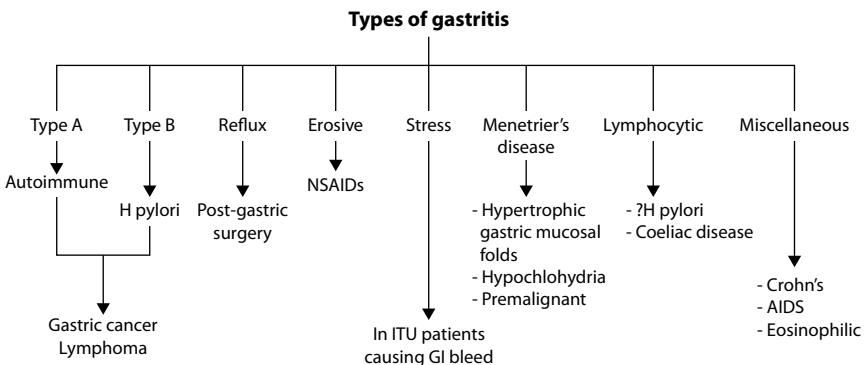 Types of gastritis
Type A
Type B
Reflux
Erosive
Stress
Menetrier's
disease
Lymphocytic
Miscellaneous
Autoimmune
H pylori
Post-gastric
surgery
NSAIDs
- Hypertrophic
gastric mucosal
folds
- Hypochlohydria
- Premalignant
- ?H pylori
- Coeliac disease
- Crohn's
- AIDS
- Eosinophilic
Gastric cancer
Lymphoma
In ITU patients
causing GI bleed